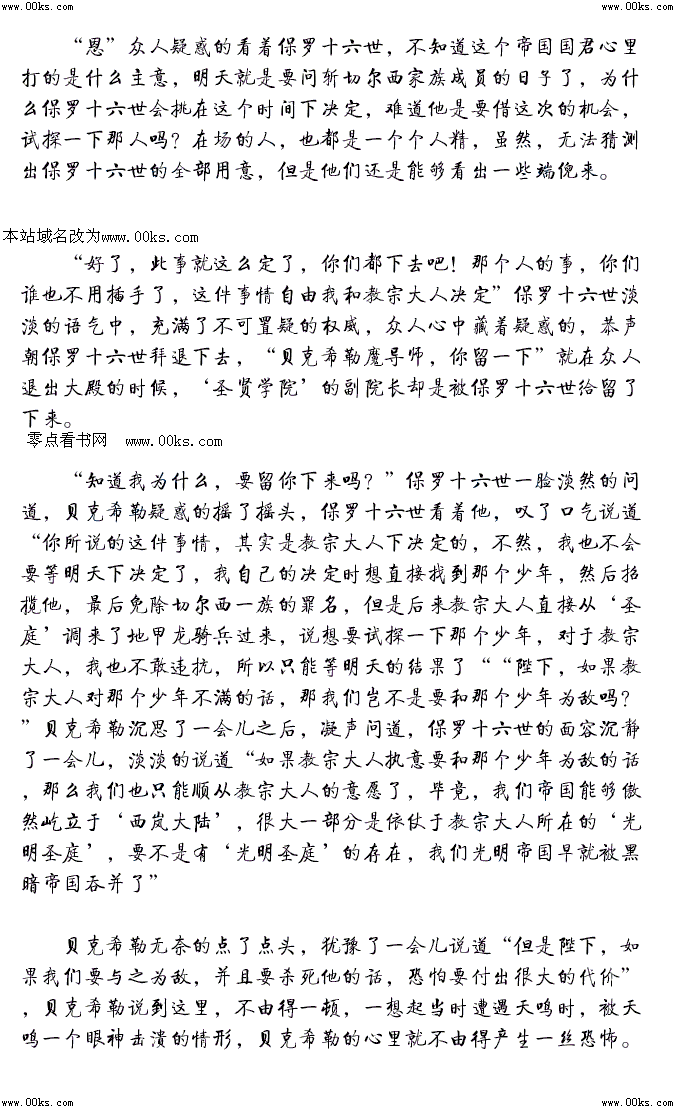 www.00ks.com www.00ks.com
“恩”众人疑惑的看着保罗十六世，不知道这个帝国国君心里
打的是什么主意，明天就是要问斩切尔西家族成员的日子了，为什
么保罗十六世会挑在这个时间下决定，难道他是要借这次的机会，
试探一下那人吗？在场的人，也都是一个个人精，虽然，无法猜测
出保罗十六世的全部用意，但是他们还是能够看出一些端倪来。
本站域名改为www.00ks.com
“好了，此事就这么定了，你们都下去吧！那个人的事，你们
谁也不用插手了，这件事情自由我和教宗大人决定”保罗十六世淡
淡的语气中，充满了不可置疑的权威，众人心中藏着疑惑的，恭声
朝保罗十六世拜退下去，“贝克希勒魔导师，你留一下”就在众人
退出大殿的时候，‘圣贤学院’的副院长却是被保罗十六世给留了
下来。
零点看书网 www.00ks.com
“知道我为什么，要留你下来吗？”保罗十六世一脸淡然的问
道，贝克希勒疑惑的摇了摇头，保罗十六世看着他，叹了口气说道
“你所说的这件事情，其实是教宗大人下决定的，不然，我也不会
要等明天下决定了，我自己的决定时想直接找到那个少年，然后招
揽他，最后免除切尔西一族的罪名，但是后来教宗大人直接从‘圣
庭’调来了地甲龙骑兵过来，说想要试探一下那个少年，对于教宗
大人，我也不敢违抗，所以只能等明天的结果了““陛下，如果教
宗大人对那个少年不满的话，那我们岂不是要和那个少年为敌吗？
”贝克希勒沉思了一会儿之后，凝声问道，保罗十六世的面容沉静
了一会儿，淡淡的说道“如果教宗大人执意要和那个少年为敌的话
，那么我们也只能顺从教宗大人的意愿了，毕竟，我们帝国能够傲
然屹立于‘西岚大陆’，很大一部分是依仗于教宗大人所在的‘光
明圣庭’，要不是有‘光明圣庭’的存在，我们光明帝国早就被黑
暗帝国吞并了”
贝克希勒无奈的点了点头，犹豫了一会儿说道“但是陛下，如
果我们要与之为敌，并且要杀死他的话，恐怕要付出很大的代价”
，贝克希勒说到这里，不由得一顿，一想起当时遭遇天鸣时，被天
鸣一个眼神击溃的情形，贝克希勒的心里就不由得产生一丝恐怖。
www.00ks.com www.00ks.com